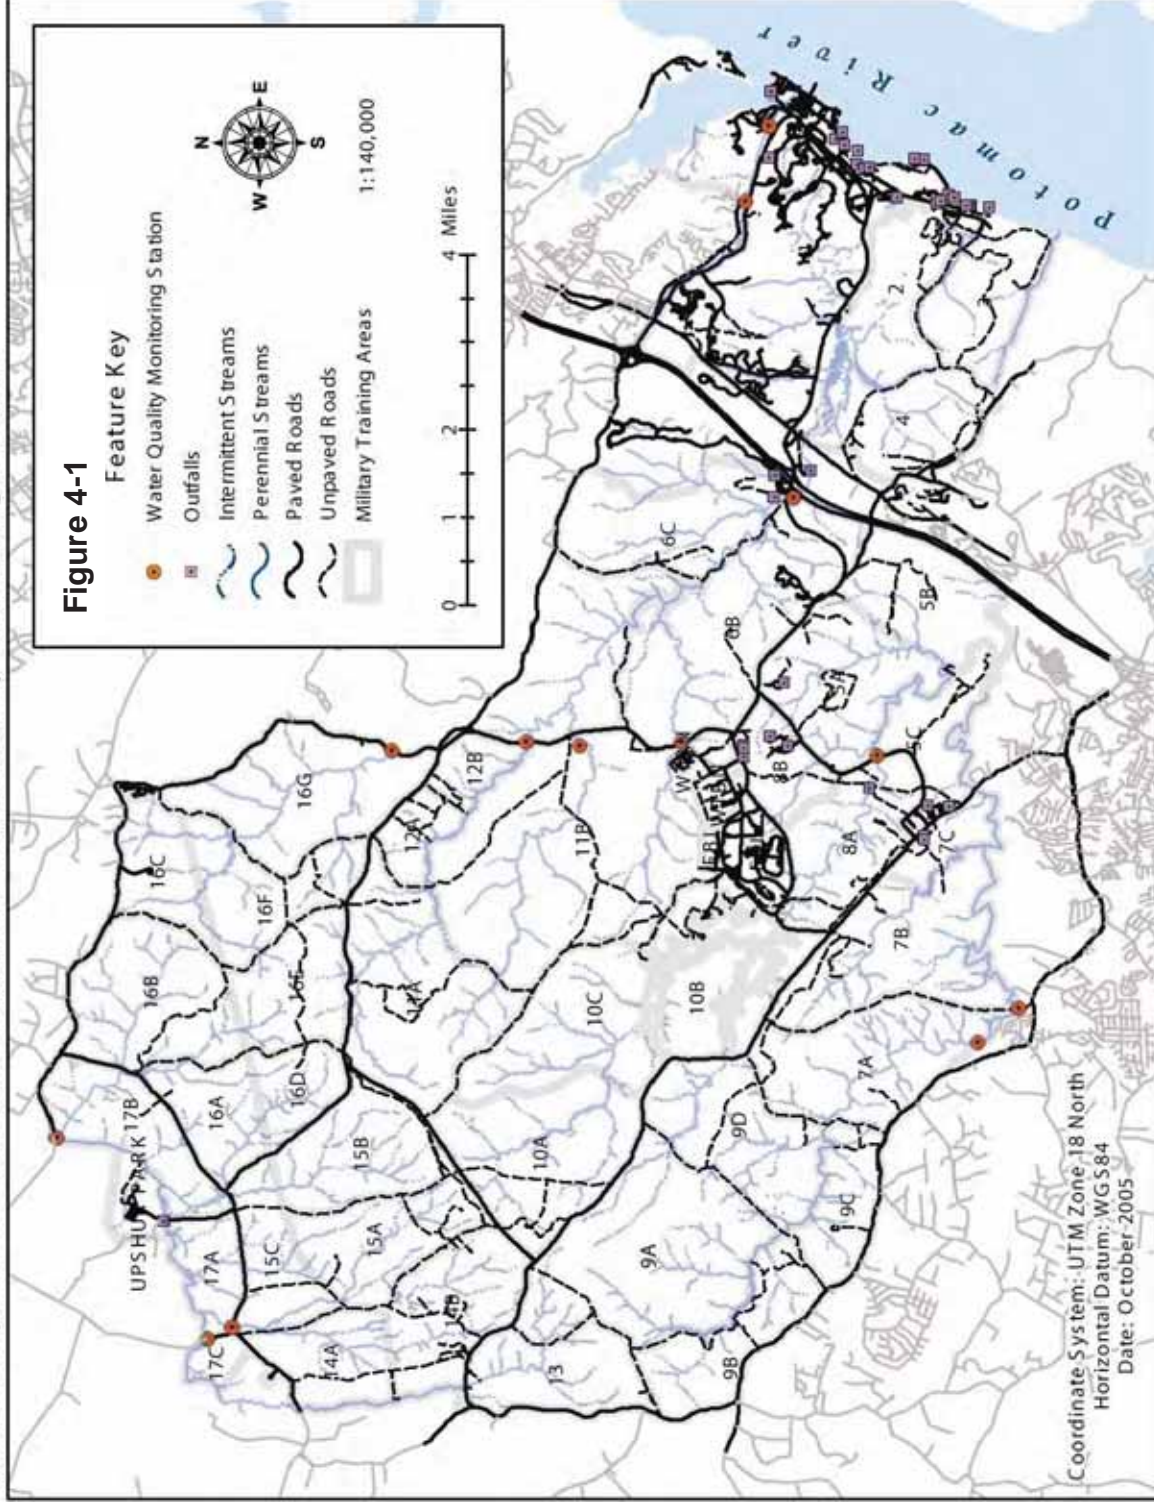 Figure 4-1
Feature Key
Water Quality Monitoring Station
Outfalls
Intermittent Streams
Perennial Streams
Paved Roads
Unpaved Roads
Military Training Areas
1:140,000
N
W
E
S
0
1
2
4 Miles
Potomac River
UPSHUR PARK
17B
17A
17C
16A
16B
16C
16D
16E
16F
16G
15A
15B
15C
14A
14B
13
12A
12B
11A
11B
10A
10B
10C
9A
9B
9C
9D
8A
8B
7A
7B
7C
6B
6C
5A
5B
5C
4
2
Coordinate System: UTM Zone 18 North
Horizontal Datum: WGS84
Date: October 2005